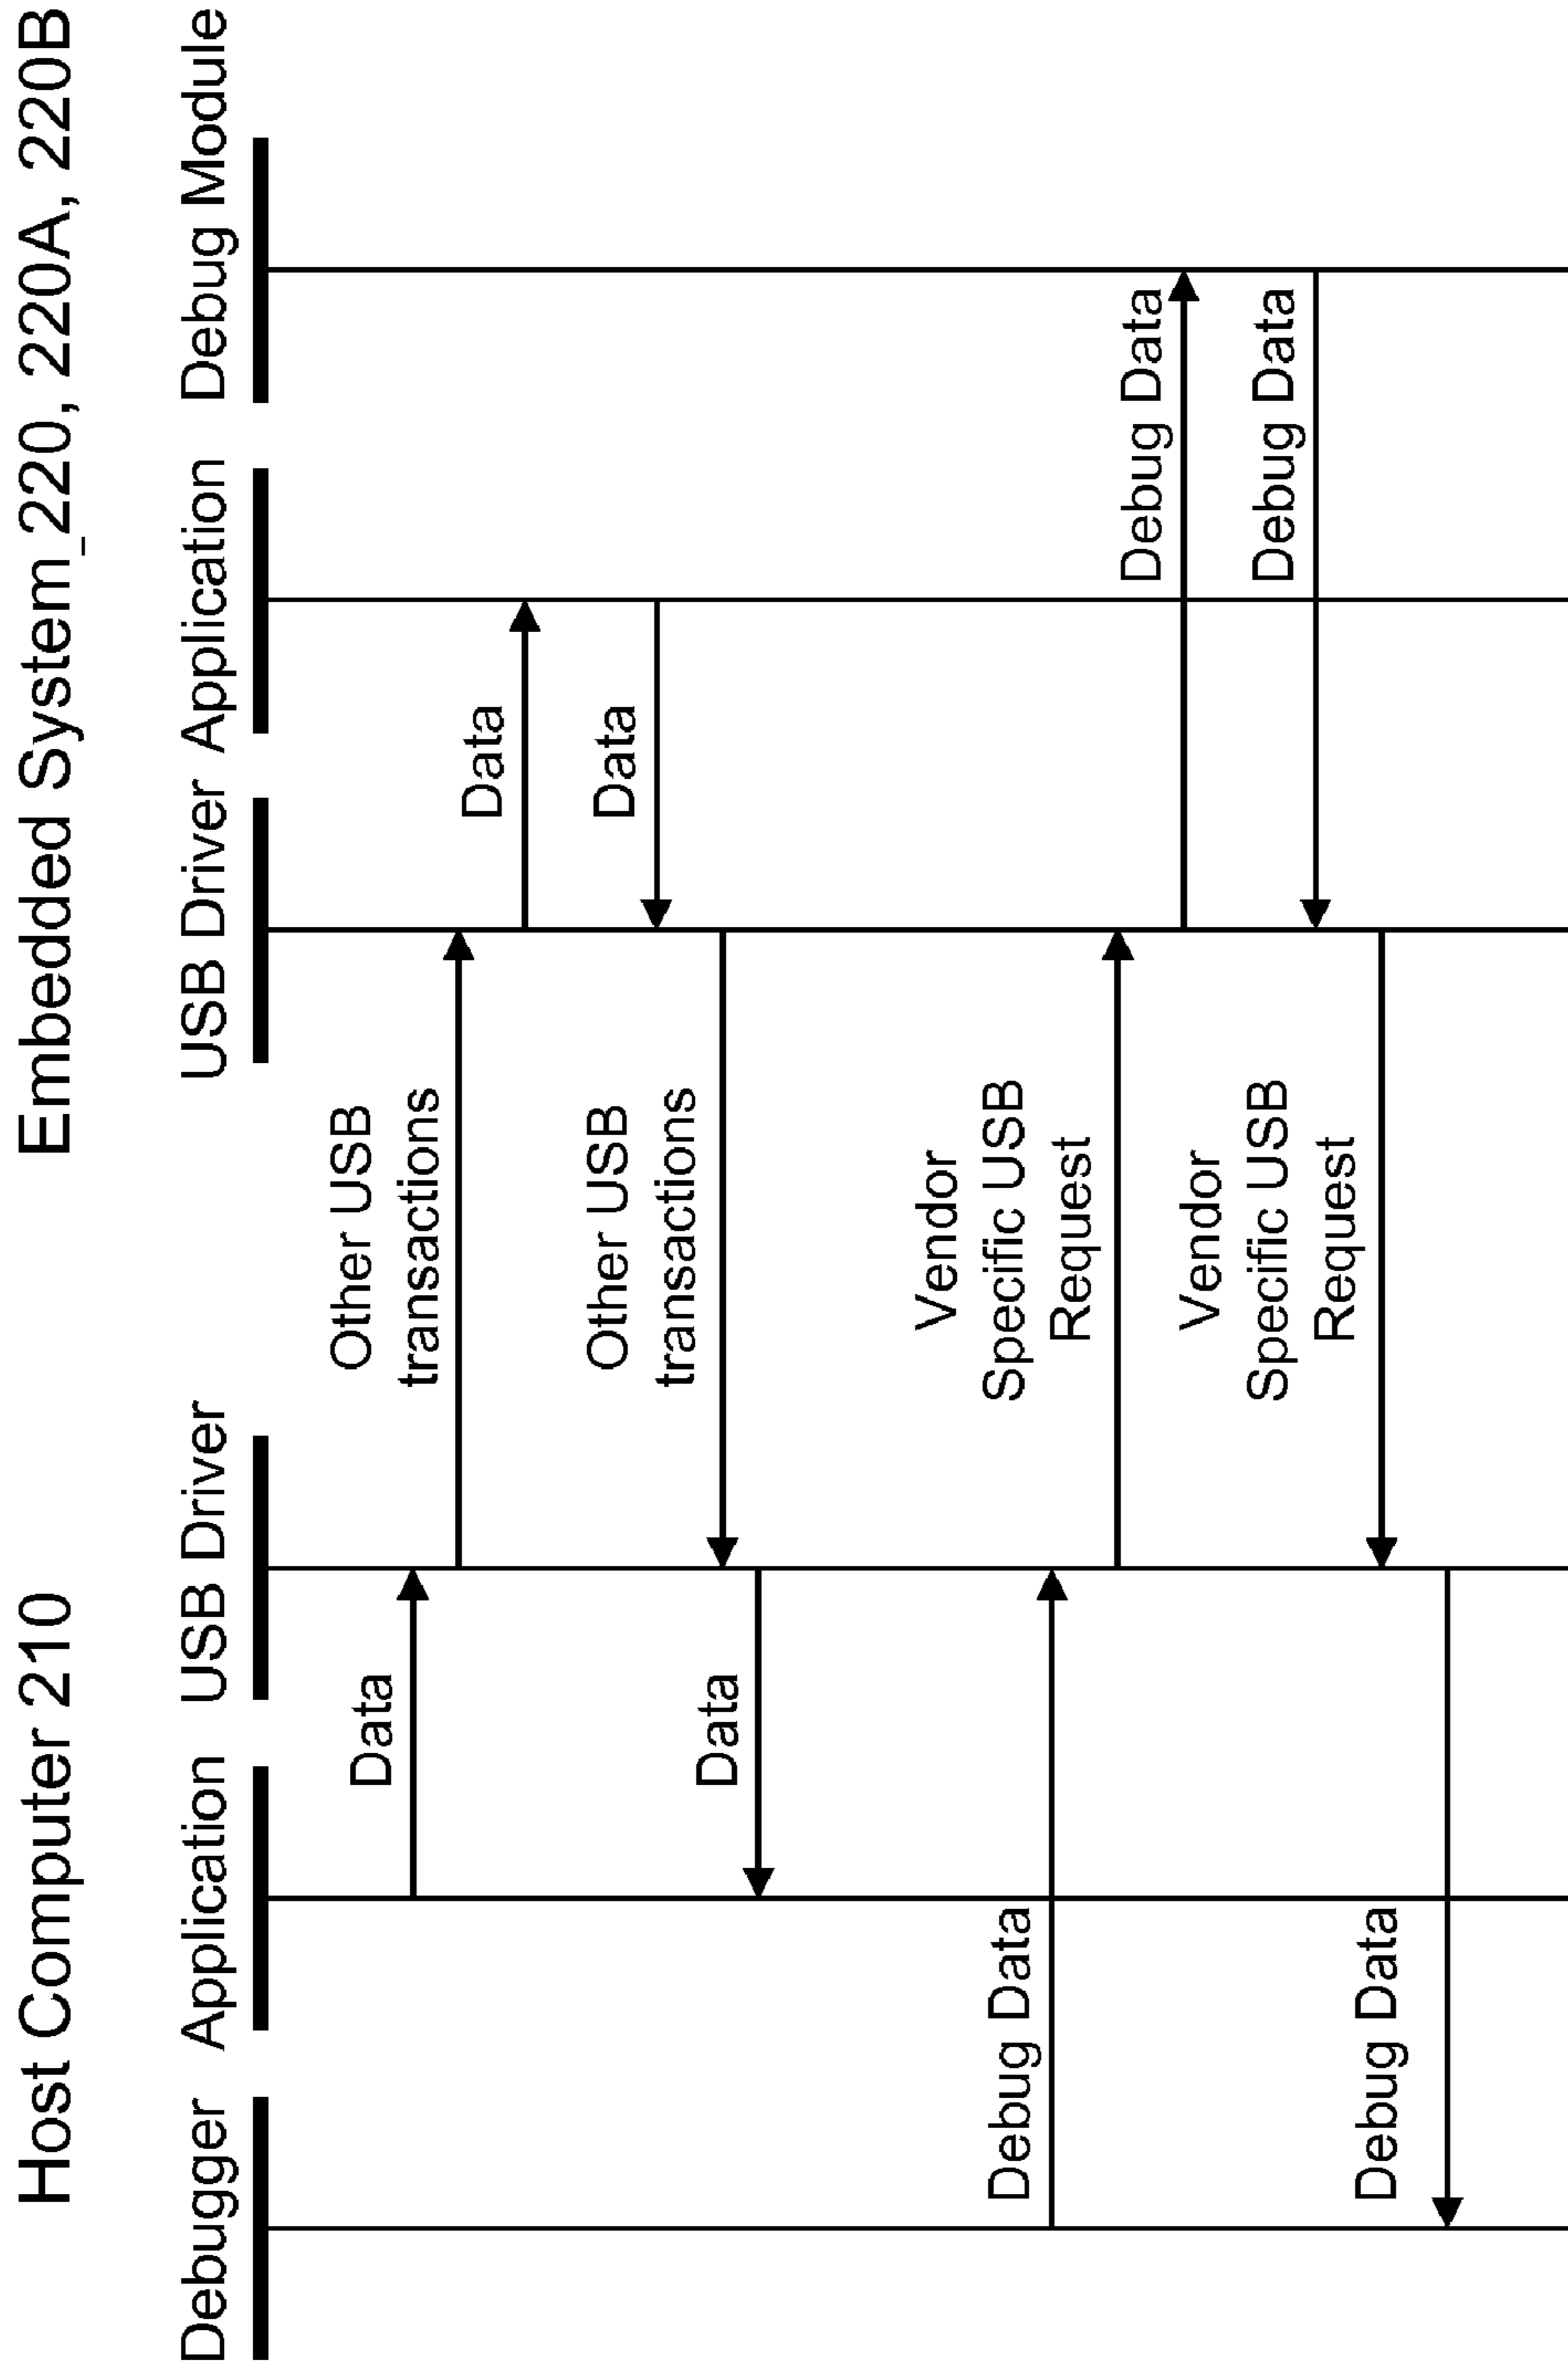 Host Computer 210
Embedded System 220, 220A, 220B
Debugger
Application
USB Driver
USB Driver
Application
Debug Module
Data
Other USB
transactions
Data
Data
Other USB
transactions
Data
Debug Data
Vendor
Specific USB
Request
Debug Data
Debug Data
Vendor
Specific USB
Request
Debug Data